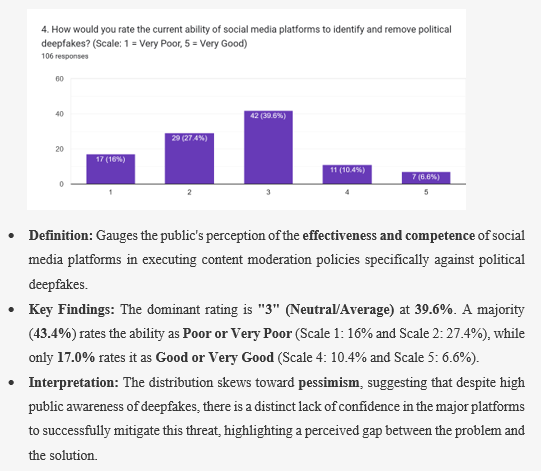 4. How would you rate the current ability of social media platforms to identify and remove political
deepfakes? (Scale: 1 = Very Poor, 5 = Very Good)
106 responses
60
40
20
0
17 (16%)
29 (27.4%)
42 (39.6%)
11 (10.4%)
7 (6.6%)
1
2
3
4
5
• Definition: Gauges the public's perception of the effectiveness and competence of social
media platforms in executing content moderation policies specifically against political
deepfakes.
• Key Findings: The dominant rating is "3" (Neutral/Average) at 39.6%. A majority
(43.4%) rates the ability as Poor or Very Poor (Scale 1: 16% and Scale 2: 27.4%), while
only 17.0% rates it as Good or Very Good (Scale 4: 10.4% and Scale 5: 6.6%).
• Interpretation: The distribution skews toward pessimism, suggesting that despite high
public awareness of deepfakes, there is a distinct lack of confidence in the major platforms
to successfully mitigate this threat, highlighting a perceived gap between the problem and
the solution.